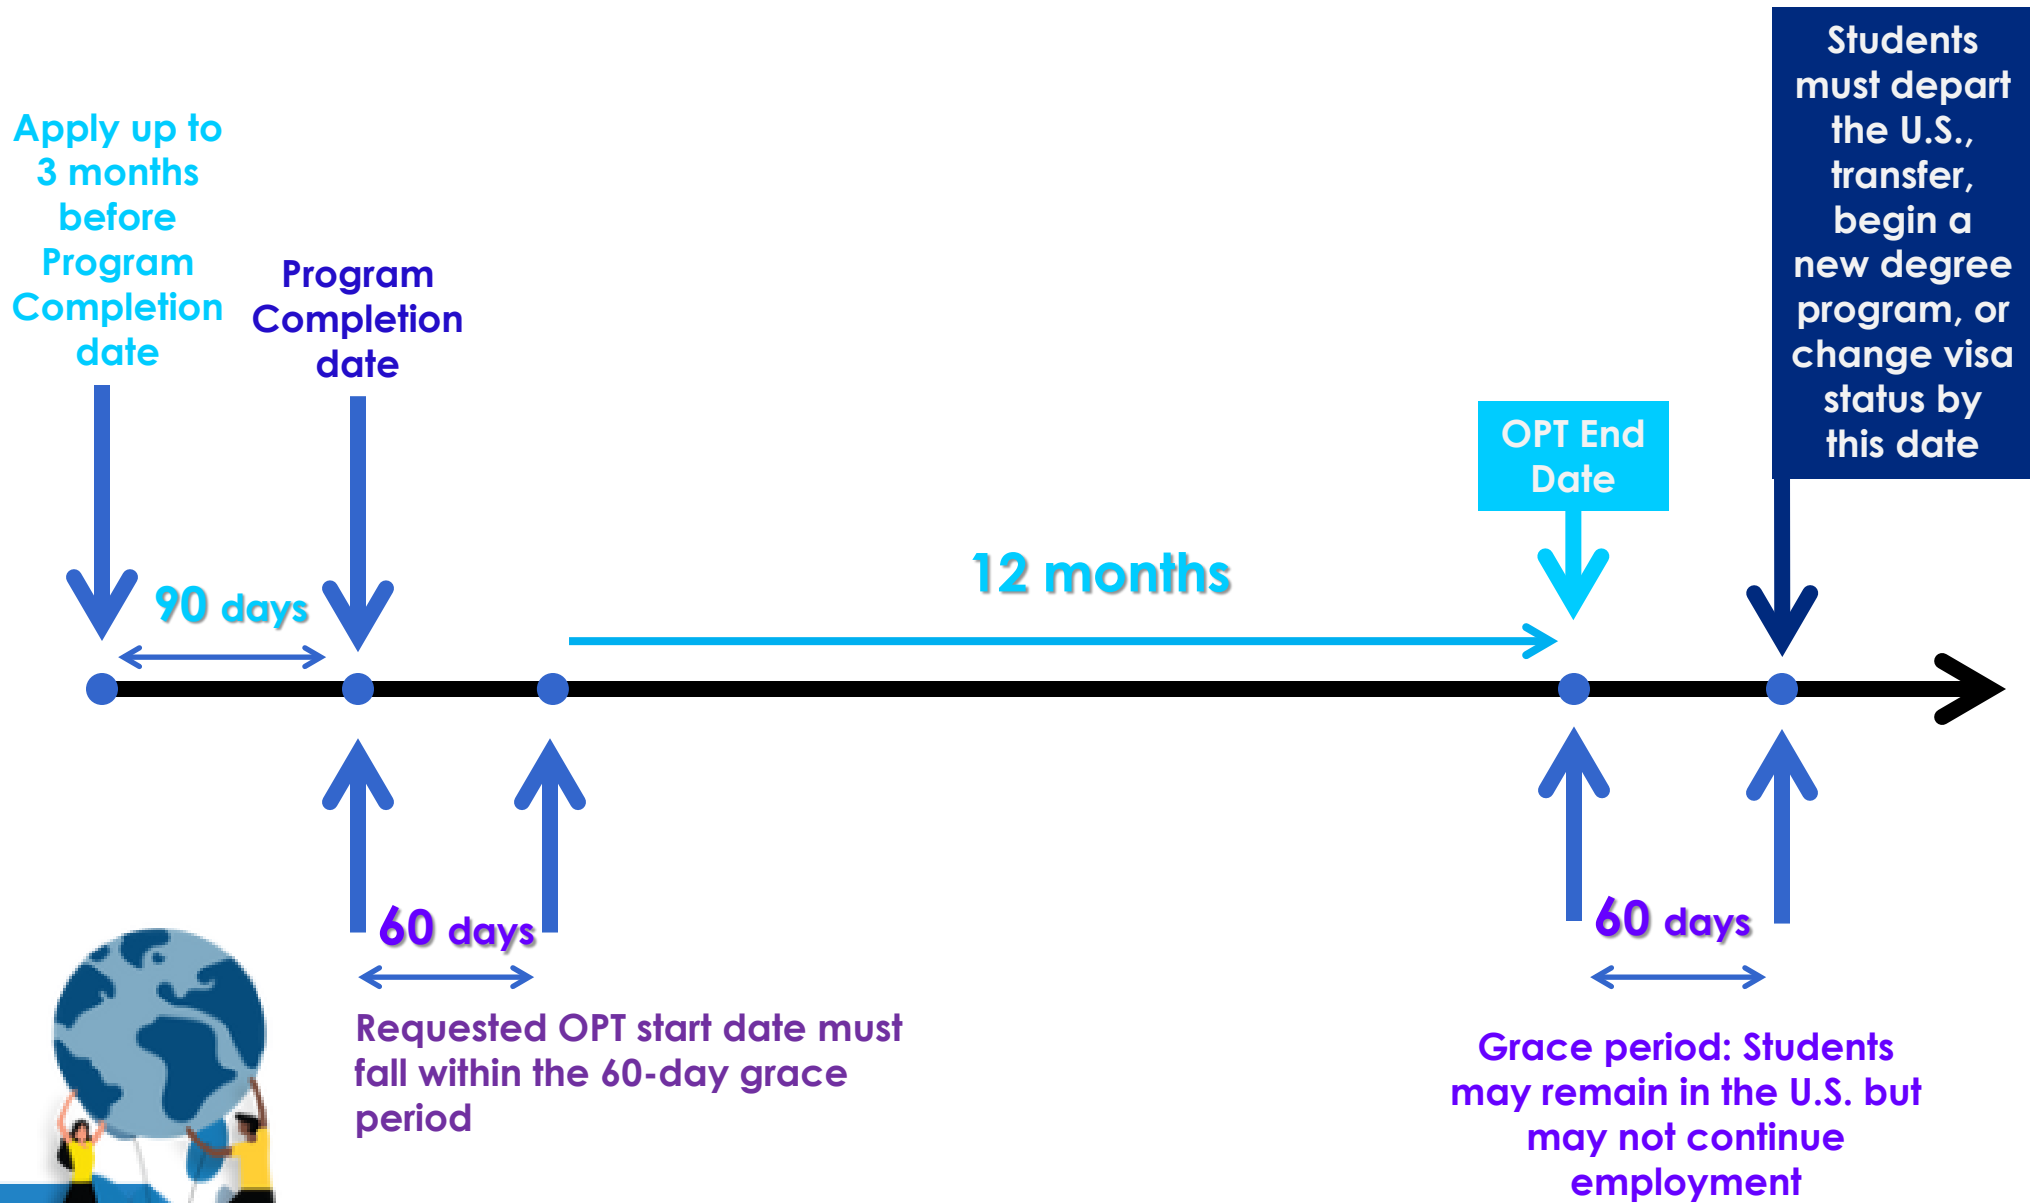 Apply up to
3 months
before
Program
Completion
date
Program
Completion
date
90 days
12 months
OPT End
Date
Students
must depart
the U.S.,
transfer,
begin a
new degree
program, or
change visa
status by
this date
60 days
Requested OPT start date must
fall within the 60-day grace
period
60 days
Grace period: Students
may remain in the U.S. but
may not continue
employment